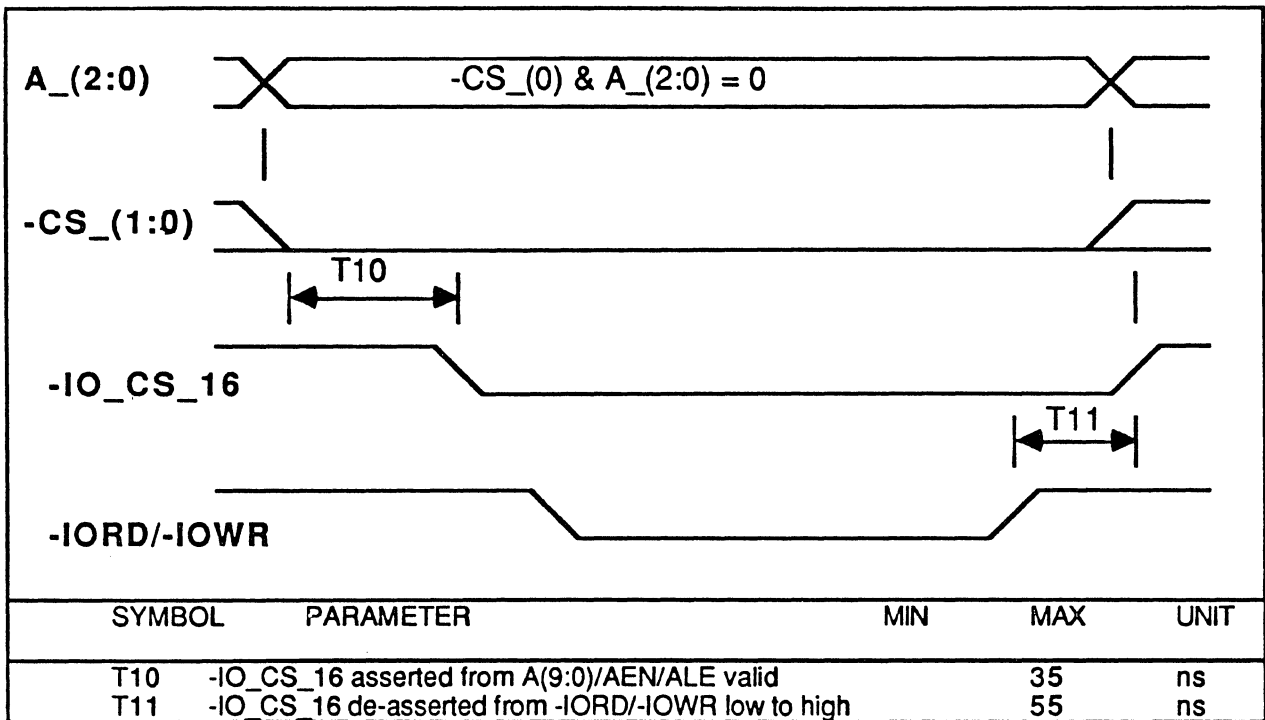 A_(2:0)
-CS_(0) & A_(2:0) = 0
-CS_(1:0)
T10
-IO_CS_16
T11
-IORD/-IOWR
SYMBOL PARAMETER MIN MAX UNIT
T10 -IO_CS_16 asserted from A(9:0)/AEN/ALE valid 35 ns
T11 -IO_CS_16 de-asserted from -IORD/-IOWR low to high 55 ns